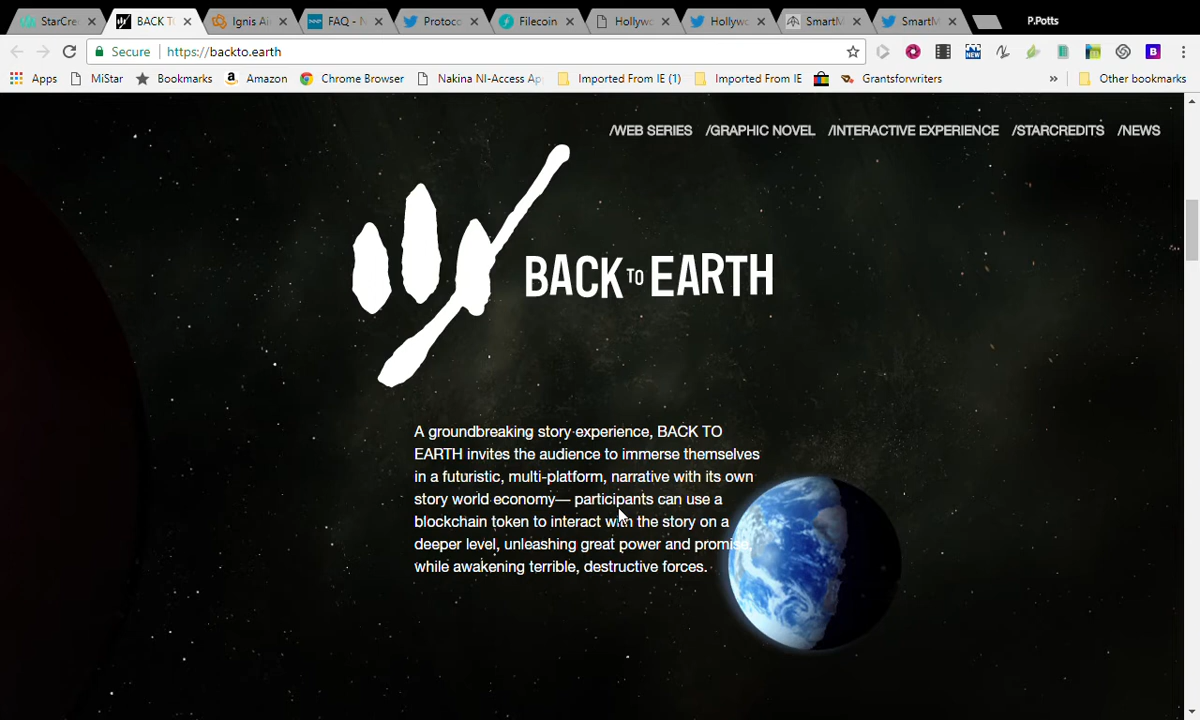 StarCre
BACK T
Ignis Ai
FAQ - N
Protoco
Filecoin
Hollywo
Hollyw
SmartM
SmartM
P.Potts
Secure
https://backto.earth
Apps
MiStar
Bookmarks
Amazon
Chrome Browser
Nakina NI-Access Ap
Imported From IE (1)
Imported From IE
Grantsforwriters
»
Other bookmarks
/WEB SERIES
/GRAPHIC NOVEL
/INTERACTIVE EXPERIENCE
/STARCREDITS
/NEWS
BACK TO EARTH
A groundbreaking story experience, BACK TO
EARTH invites the audience to immerse themselves
in a futuristic, multi-platform, narrative with its own
story world economy— participants can use a
blockchain token to interact with the story on a
deeper level, unleashing great power and promise,
while awakening terrible, destructive forces.